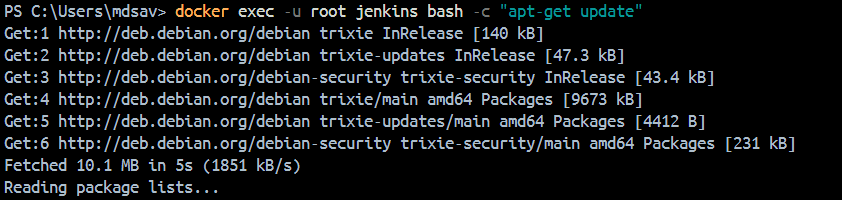 PS C:\Users\mdsav> docker exec -u root jenkins bash -c "apt-get update"
Get:1 http://deb.debian.org/debian trixie InRelease [140 kB]
Get:2 http://deb.debian.org/debian trixie-updates InRelease [47.3 kB]
Get:3 http://deb.debian.org/debian-security trixie-security InRelease [43.4 kB]
Get:4 http://deb.debian.org/debian trixie/main amd64 Packages [9673 kB]
Get:5 http://deb.debian.org/debian trixie-updates/main amd64 Packages [4412 B]
Get:6 http://deb.debian.org/debian-security trixie-security/main amd64 Packages [231 kB]
Fetched 10.1 MB in 5s (1851 kB/s)
Reading package lists...